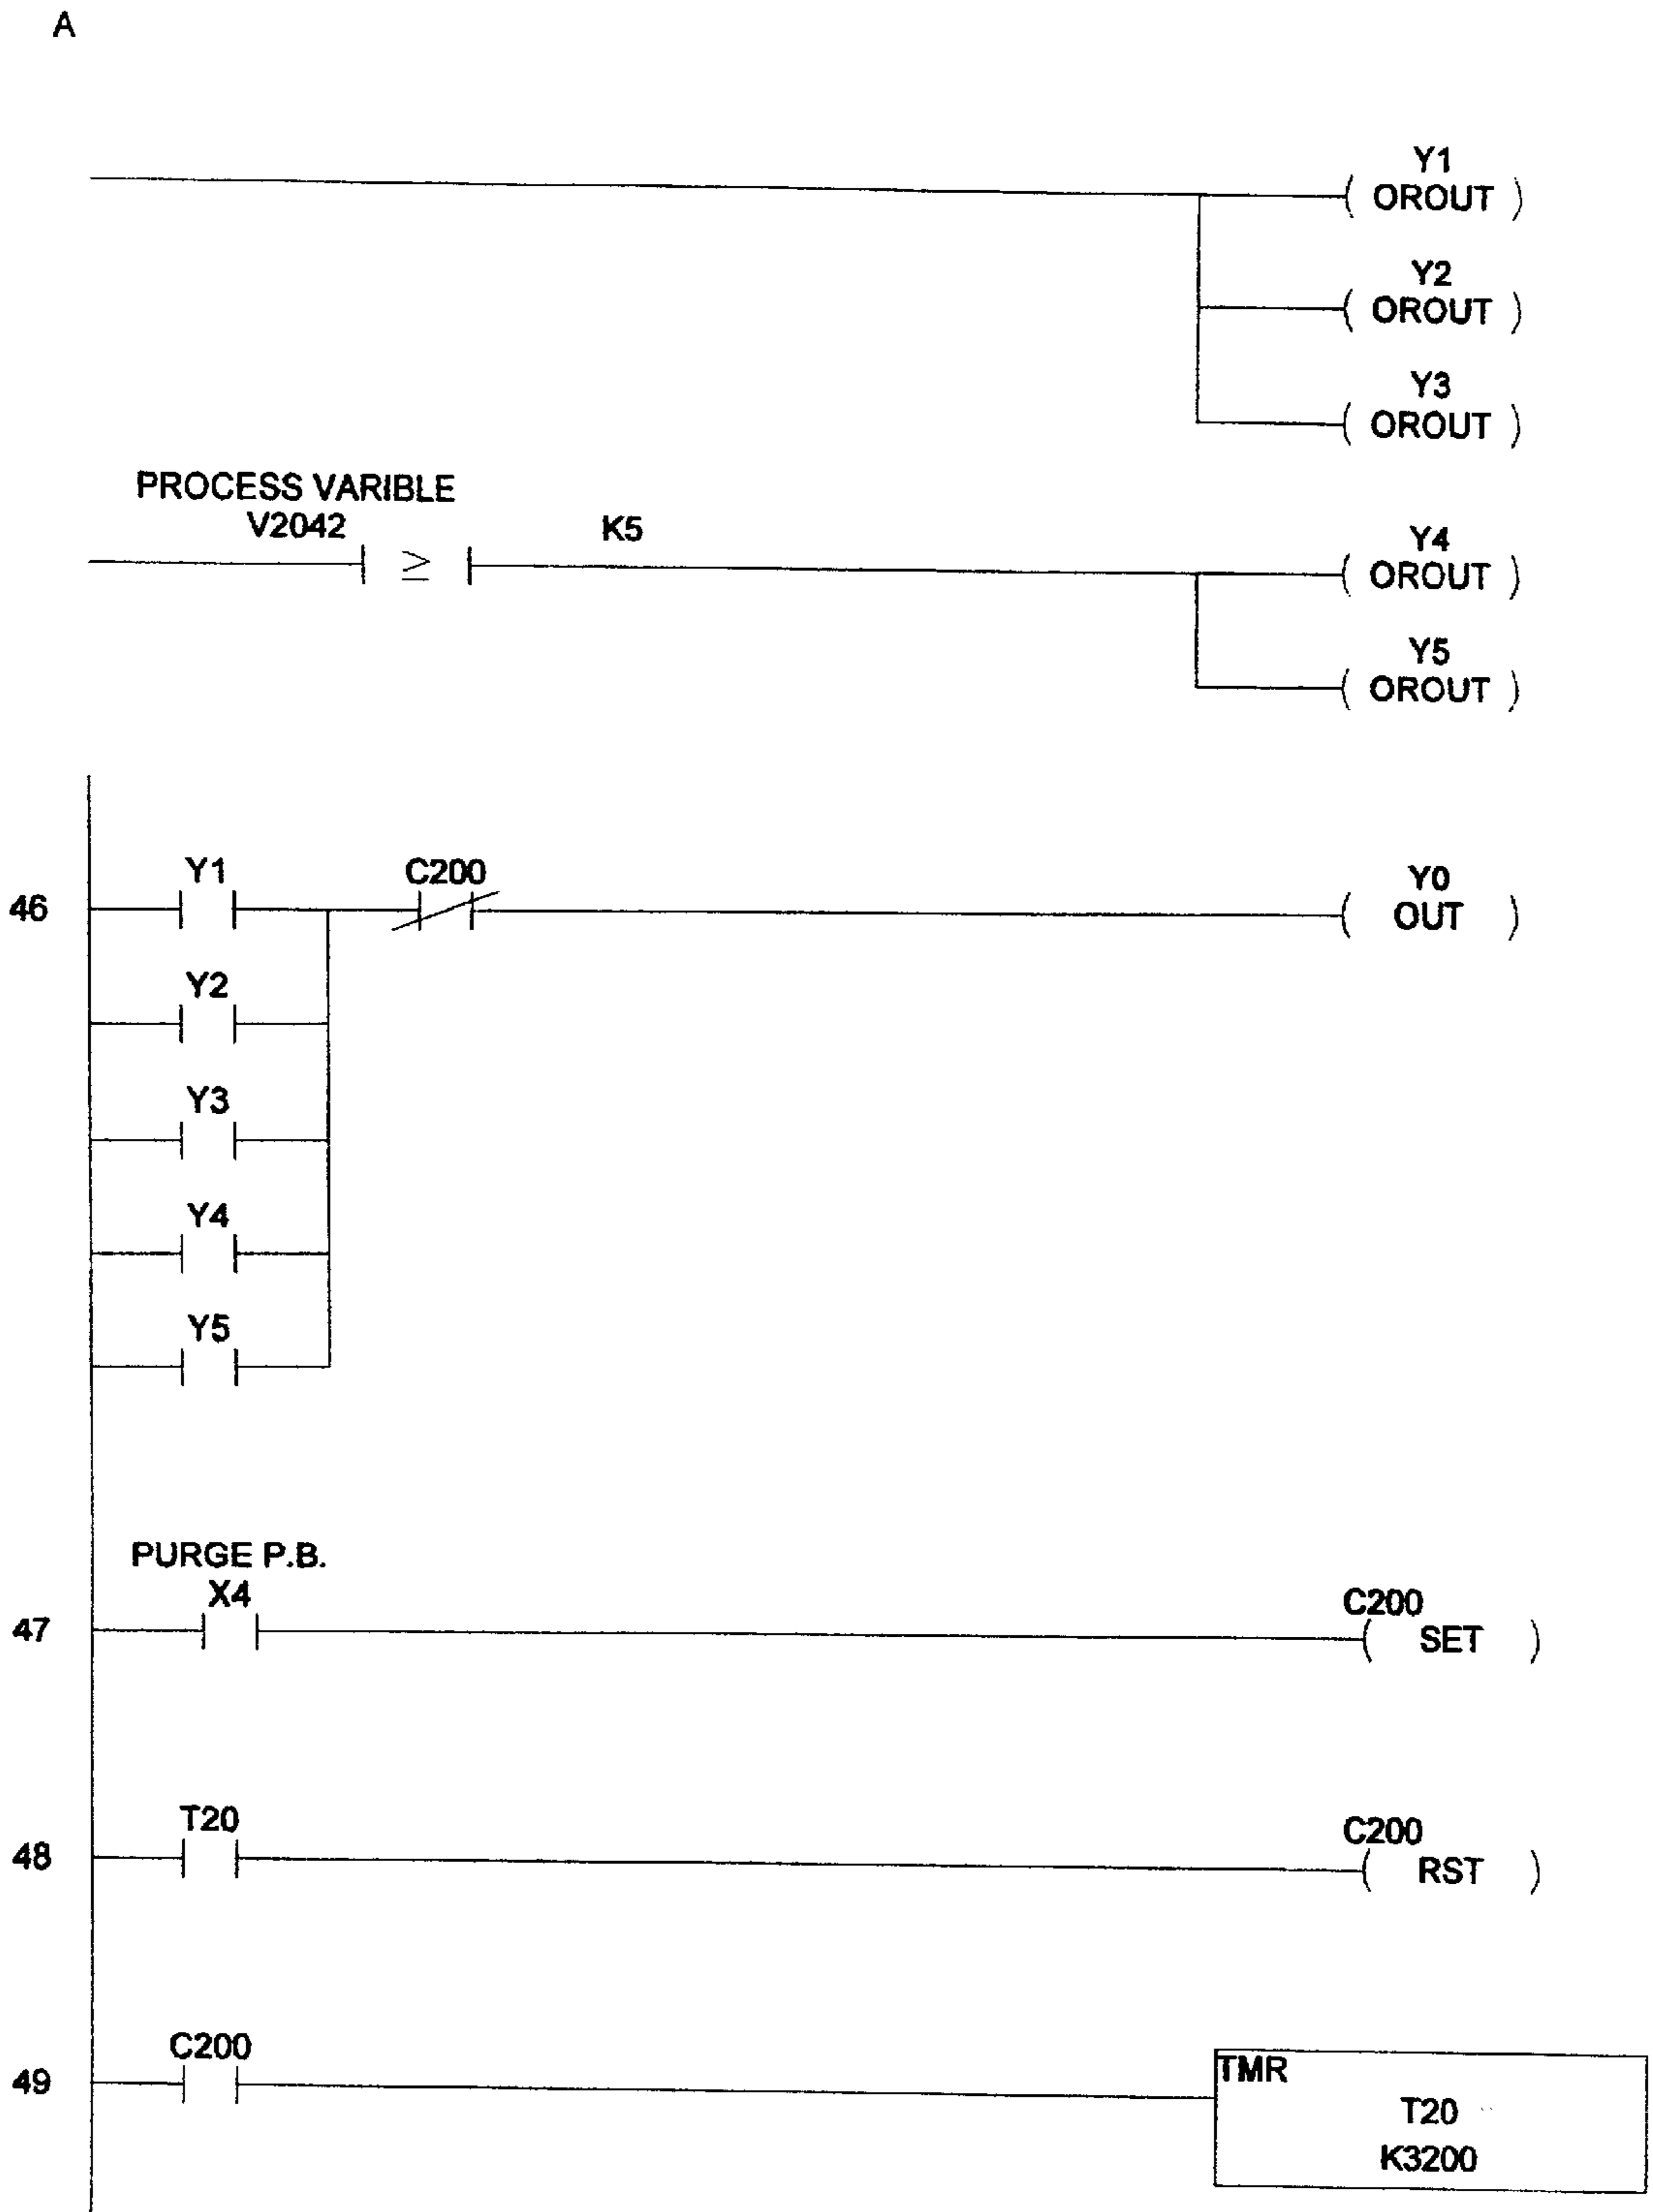 A
Y1
( OROUT )
Y2
( OROUT )
Y3
( OROUT )
PROCESS VARIBLE
V2042 ≥ K5
Y4
( OROUT )
Y5
( OROUT )
46
Y1 C200 Y0
( OUT )
Y2
Y3
Y4
Y5
PURGE P.B.
X4
47
C200
( SET )
T20
48
C200
( RST )
C200
49
TMR
T20
K3200